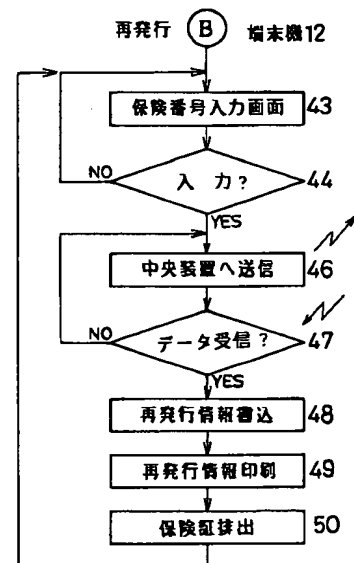 再発行 B 端末機12
保険番号入力画面 43
入力? 44
NO
YES
中央装置へ送信 46
データ受信? 47
NO
YES
再発行情報書込 48
再発行情報印刷 49
保険証排出 50